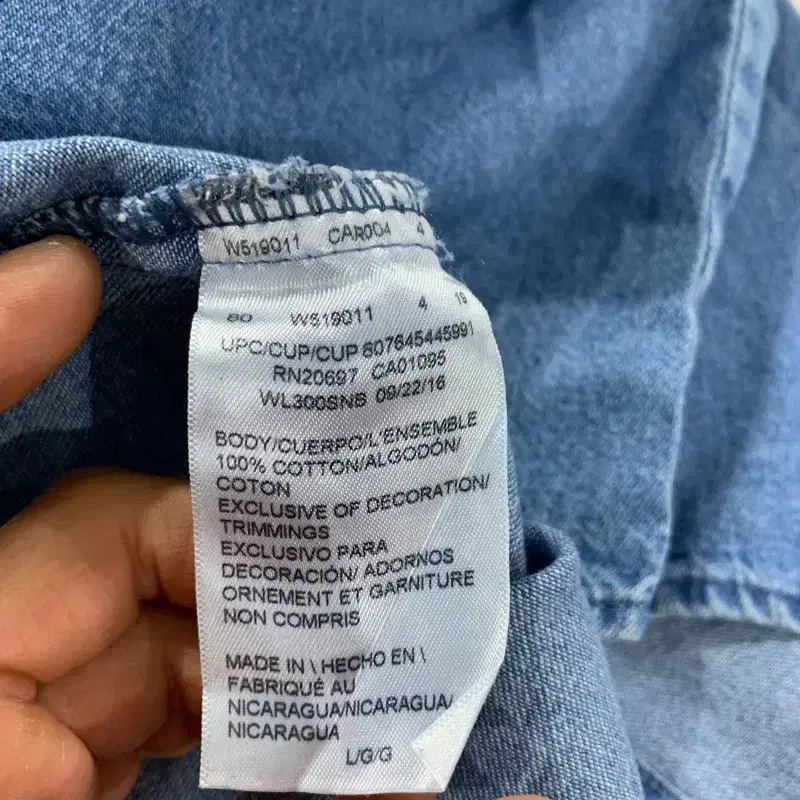 W519011 CAR004 4
80 W519011 4 19
UPC/CUP/CUP 607645445991
RN20697 CA01095
WL300SNB 09/22/16
BODY/CUERPO/L'ENSEMBLE
100% COTTON/ALGODÓN/
COTON
EXCLUSIVE OF DECORATION/
TRIMMINGS
EXCLUSIVO PARA
DECORACIÓN/ ADORNOS
ORNEMENT ET GARNITURE
NON COMPRIS
MADE IN \ HECHO EN \
FABRIQUÉ AU
NICARAGUA/NICARAGUA/
NICARAGUA
L/G/G